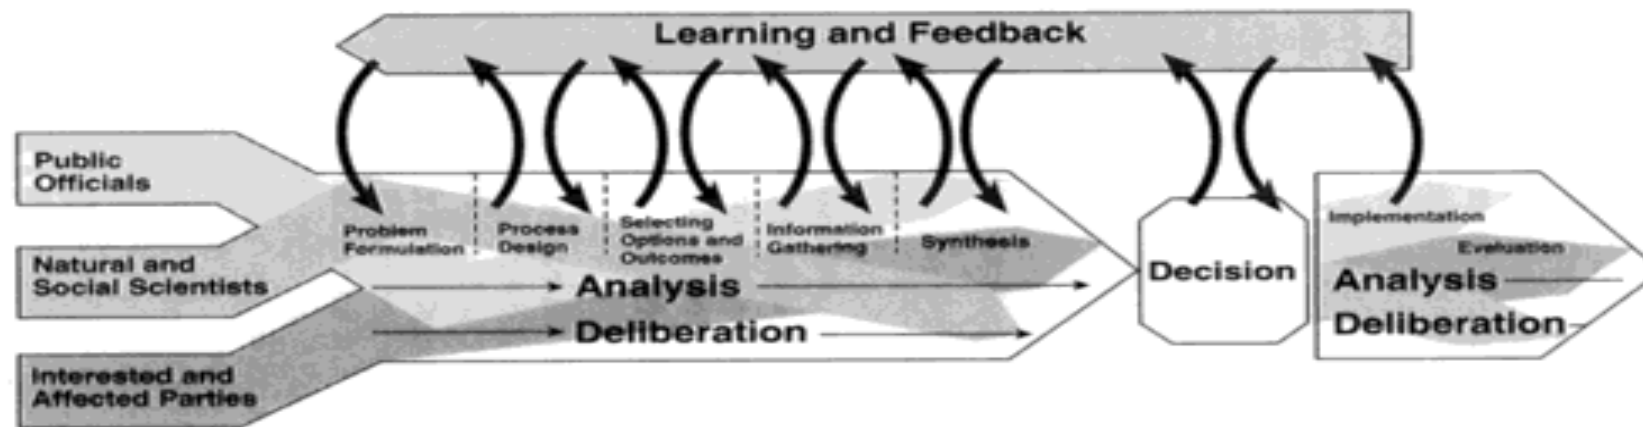 Learning and Feedback
Public
Officials
Natural and
Social Scientists
Interested and
Affected Parties
Problem
Formulation
Process
Design
Selecting
Options and
Outcomes
Information
Gathering
Synthesis
Analysis
Deliberation
Decision
Implementation
Evaluation
Analysis
Deliberation